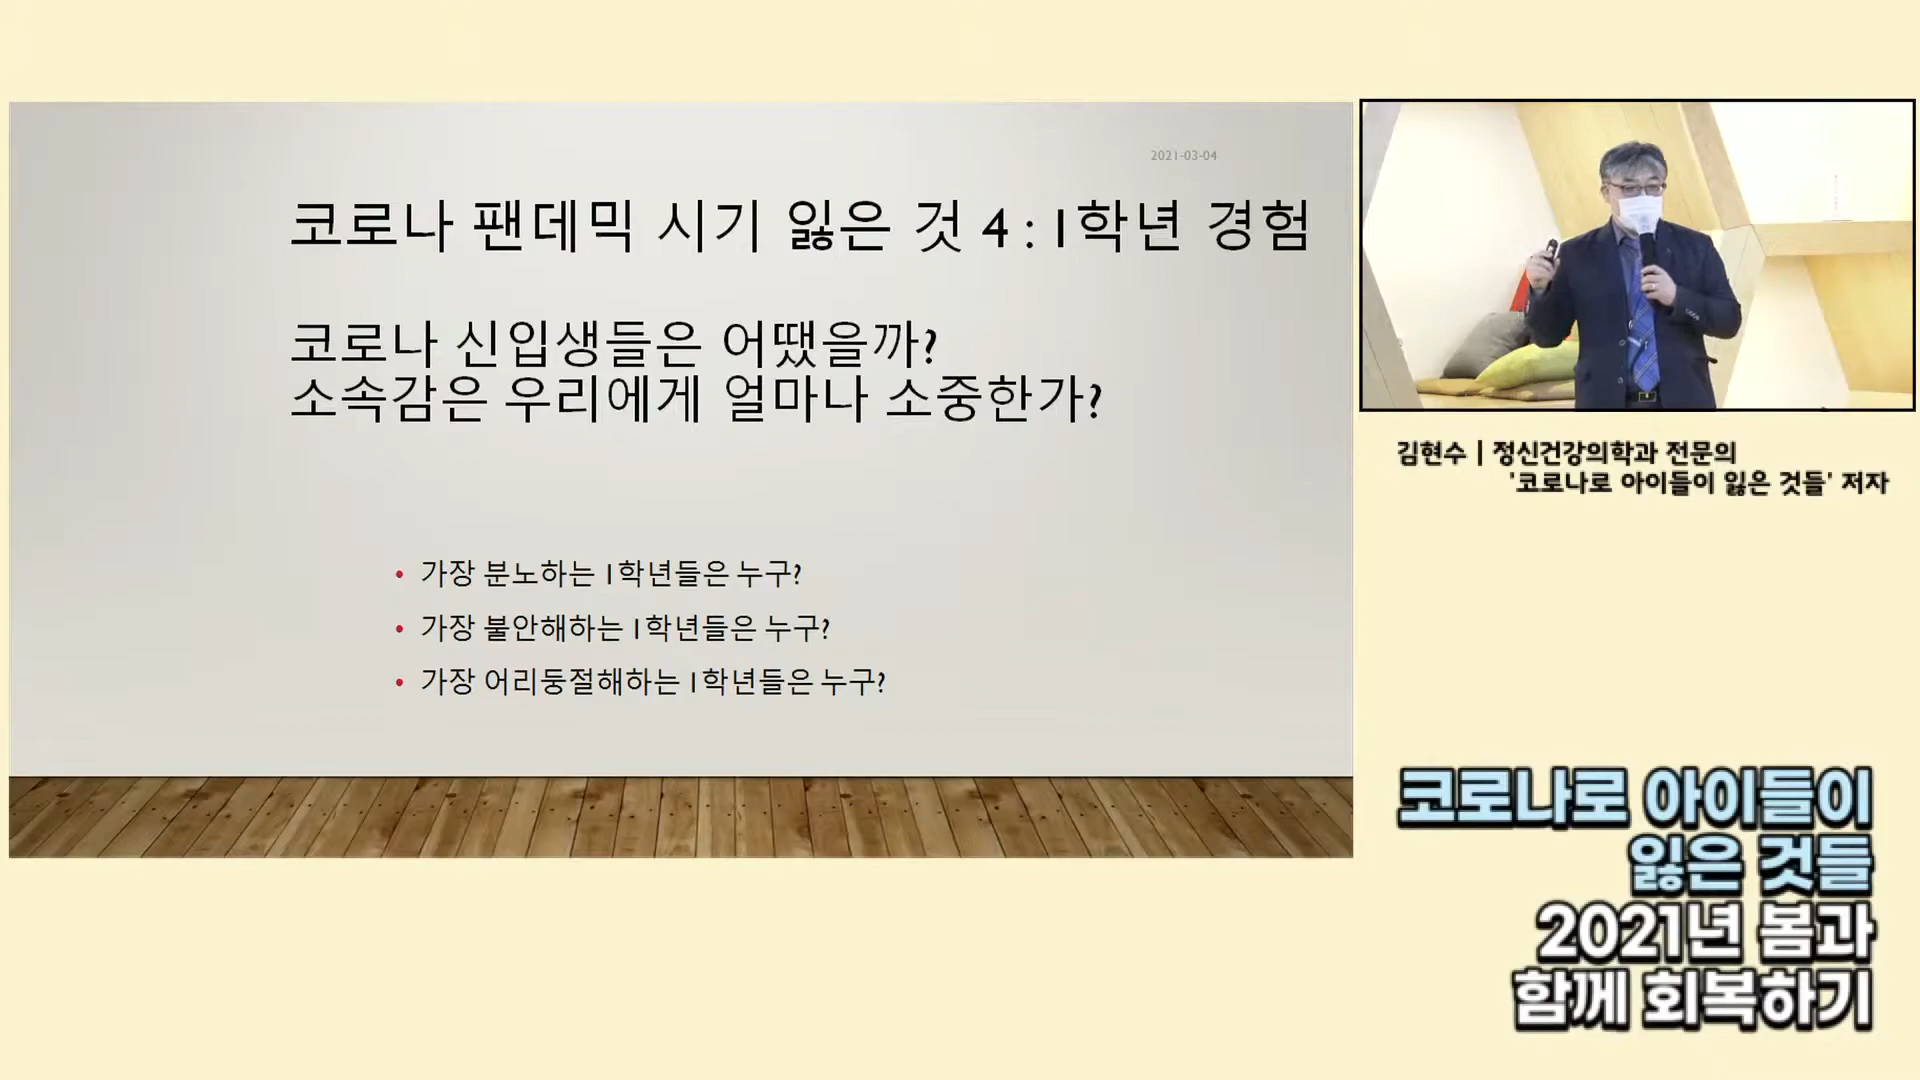 2021-03-04
코로나 팬데믹 시기 잃은 것 4 : 1학년 경험
코로나 신입생들은 어땠을까?
소속감은 우리에게 얼마나 소중한가?
• 가장 분노하는 1학년들은 누구?
• 가장 불안해하는 1학년들은 누구?
• 가장 어리둥절해하는 1학년들은 누구?
김현수 | 정신건강의학과 전문의
'코로나로 아이들이 잃은 것들' 저자
코로나로 아이들이
잃은 것들
2021년 봄과
함께 회복하기